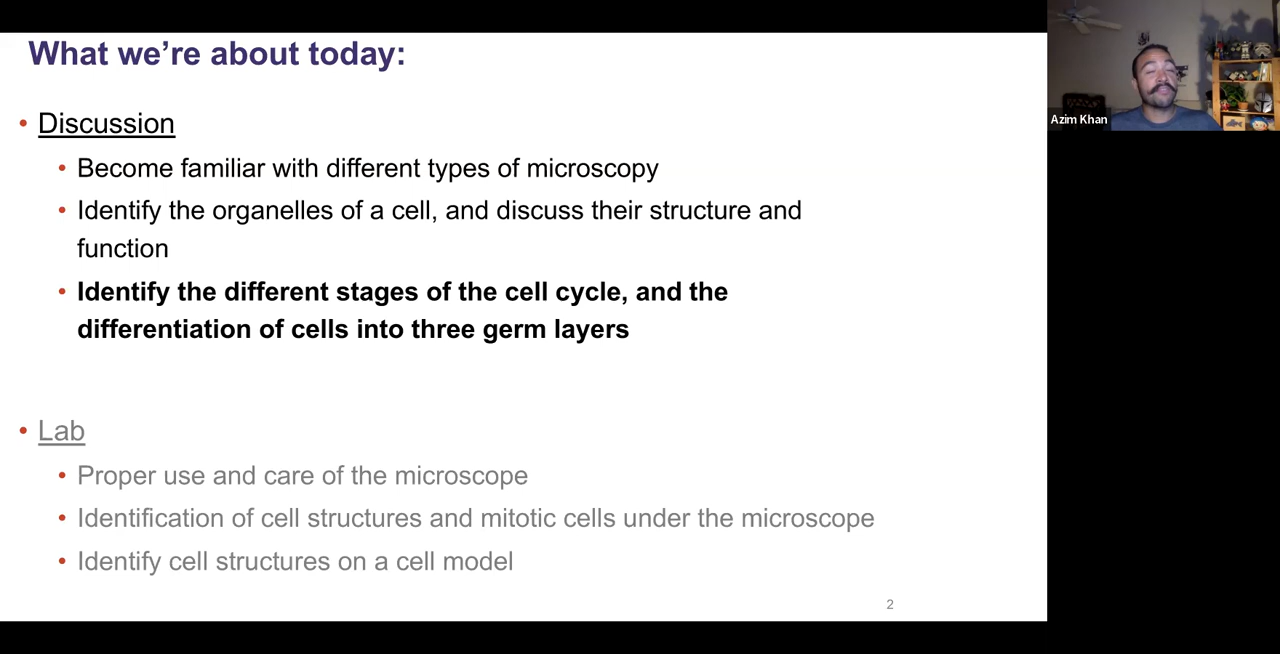 What we’re about today:
• Discussion
• Become familiar with different types of microscopy
• Identify the organelles of a cell, and discuss their structure and
function
• Identify the different stages of the cell cycle, and the
differentiation of cells into three germ layers
• Lab
• Proper use and care of the microscope
• Identification of cell structures and mitotic cells under the microscope
• Identify cell structures on a cell model
2
Azim Khan